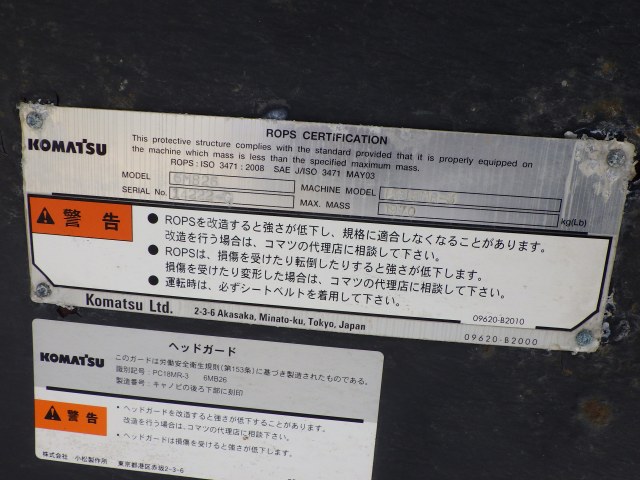 KOMATSU
ROPS CERTIFICATION
This protective structure complies with the standard provided that it is properly equipped on
the machine which mass is less than the specified maximum mass.
ROPS : ISO 3471 : 2008 SAE J/ISO 3471 MAY03
MODEL 6MB26
MACHINE MODEL
SERIAL No.
MAX. MASS
kg(Lb)
警告
● ROPSを改造すると強さが低下し、規格に適合しなくなることがあります。
改造を行う場合は、コマツの代理店に相談して下さい。
● ROPSは、損傷を受けたり転倒したりすると強さが低下します。
損傷を受けたり変形した場合は、コマツの代理店に相談して下さい。
● 運転時は、必ずシートベルトを着用して下さい。
09620-B2010
Komatsu Ltd. 2-3-6 Akasaka, Minato-ku, Tokyo, Japan
09620-B2000
KOMATSU
ヘッドガード
このガードは労働安全衛生規則(第153条)に基づき製造されたものである。
識別記号: PC18MR-3 6MB26
製造番号: キャノピの後ろ下部に刻印
警告
・ヘッドガードを改造すると強さが低下することがあります。
改造を行う場合は、コマツの代理店に相談して下さい。
・ヘッドガードは損傷を受けると強さが低下します。
株式会社 小松製作所 東京都港区赤坂2-3-6